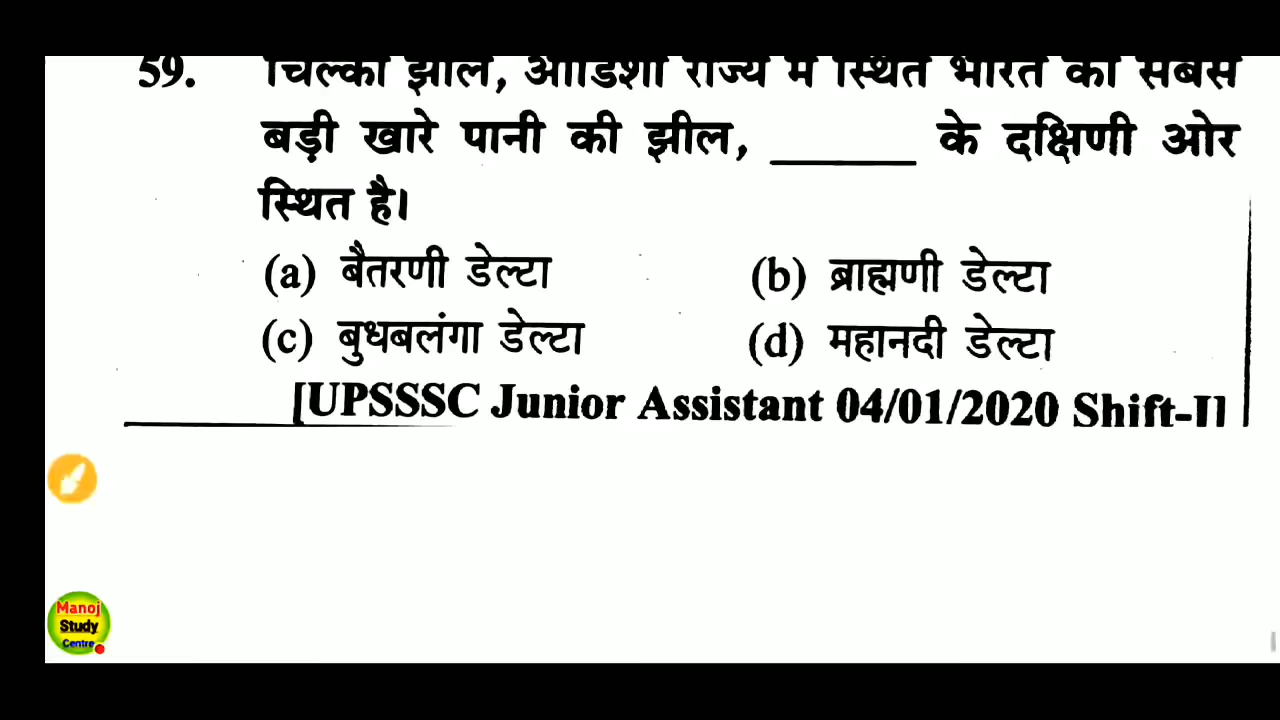 59. चिल्का झील, ओडिशा राज्य में स्थित भारत की सबसे
बड़ी खारे पानी की झील, ______ के दक्षिणी ओर
स्थित है।
(a) बैतरणी डेल्टा (b) ब्राह्मणी डेल्टा
(c) बुधबलंगा डेल्टा (d) महानदी डेल्टा
[UPSSSC Junior Assistant 04/01/2020 Shift-I]
Manoj
Study
Centre